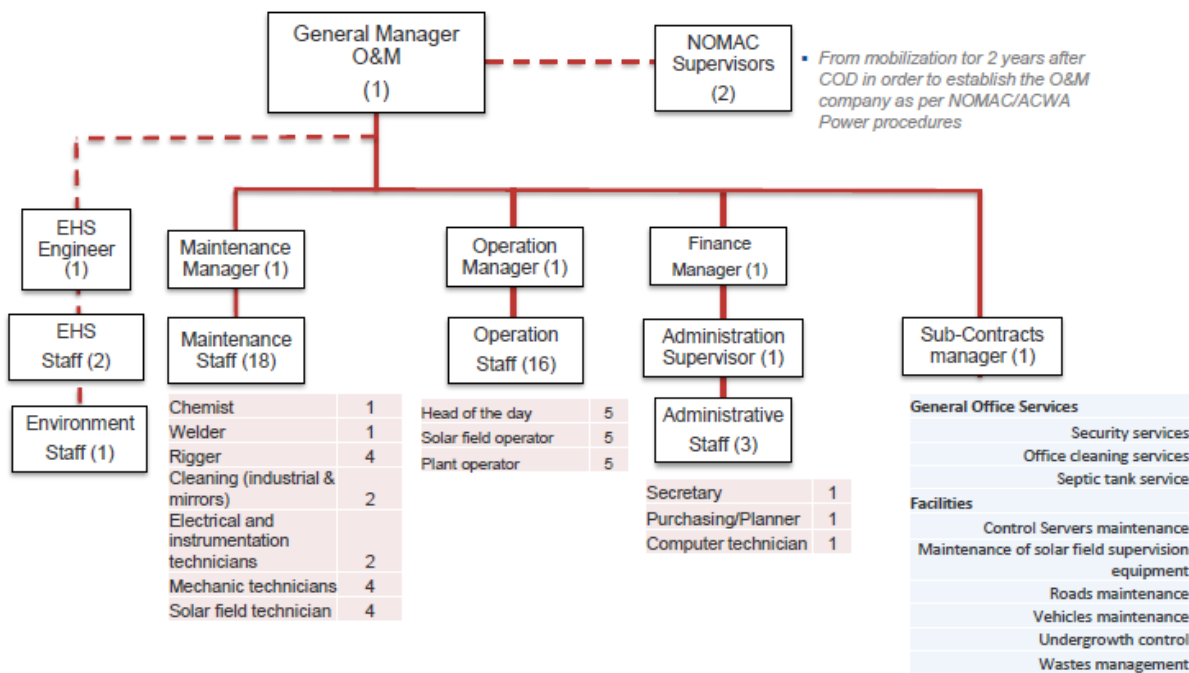 General Manager
O&M
(1)
NOMAC
Supervisors
(2)
▪ From mobilization tor 2 years after
COD in order to establish the O&M
company as per NOMAC/ACWA
Power procedures
EHS
Engineer
(1)
EHS
Staff (2)
Environment
Staff (1)
Maintenance
Manager (1)
Maintenance
Staff (18)
Chemist 1
Welder 1
Rigger 4
Cleaning (industrial &
mirrors) 2
Electrical and
instrumentation
technicians 2
Mechanic technicians 4
Solar field technician 4
Operation
Manager (1)
Operation
Staff (16)
Head of the day 5
Solar field operator 5
Plant operator 5
Finance
Manager (1)
Administration
Supervisor (1)
Administrative
Staff (3)
Secretary 1
Purchasing/Planner 1
Computer technician 1
Sub-Contracts
manager (1)
General Office Services
Security services
Office cleaning services
Septic tank service
Facilities
Control Servers maintenance
Maintenance of solar field supervision
equipment
Roads maintenance
Vehicles maintenance
Undergrowth control
Wastes management